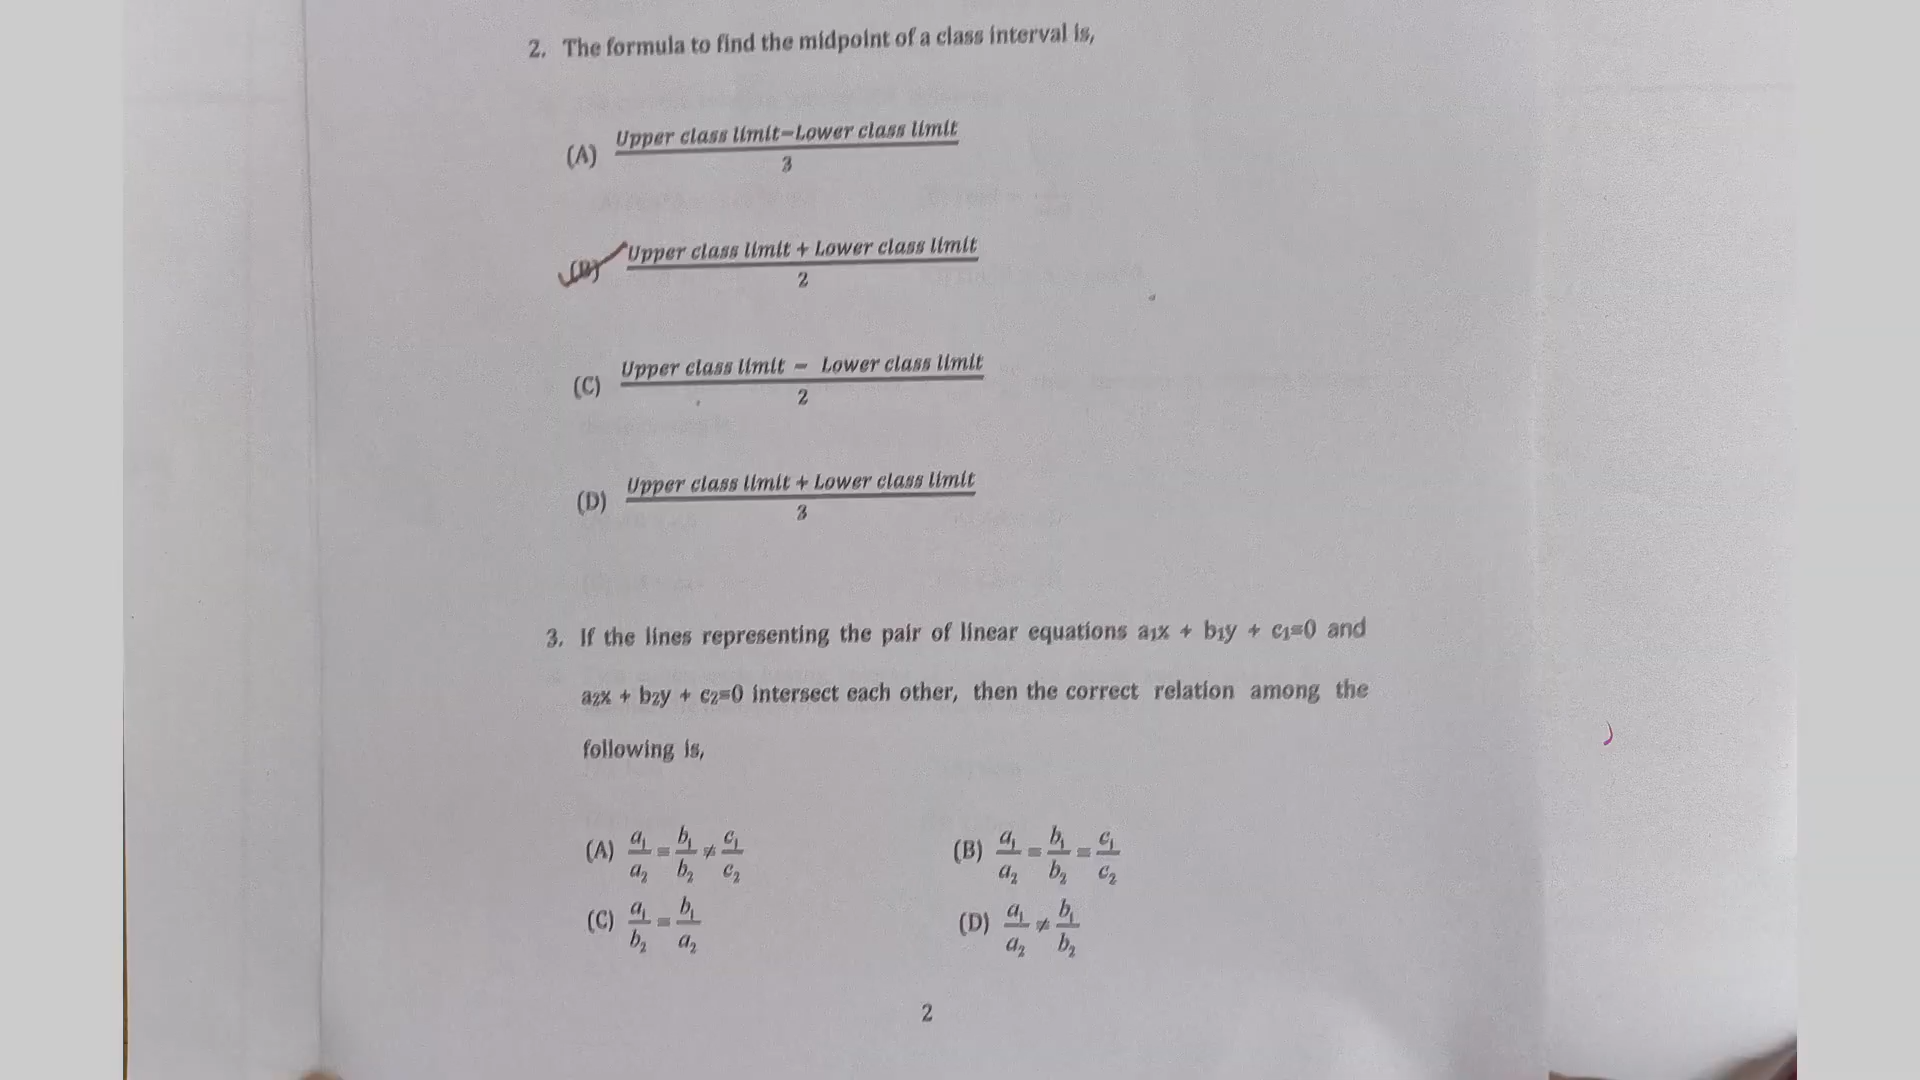 2. The formula to find the midpoint of a class interval is,
(A) Upper class limit−Lower class limit / 3
(B) Upper class limit + Lower class limit / 2
(C) Upper class limit − Lower class limit / 2
(D) Upper class limit + Lower class limit / 3
3. If the lines representing the pair of linear equations a₁x + b₁y + c₁=0 and
a₂x + b₂y + c₂=0 intersect each other, then the correct relation among the
following is,
(A) a₁/a₂ = b₁/b₂ ≠ c₁/c₂ (B) a₁/a₂ = b₁/b₂ = c₁/c₂
(C) a₁/b₂ = b₁/a₂ (D) a₁/a₂ ≠ b₁/b₂
2